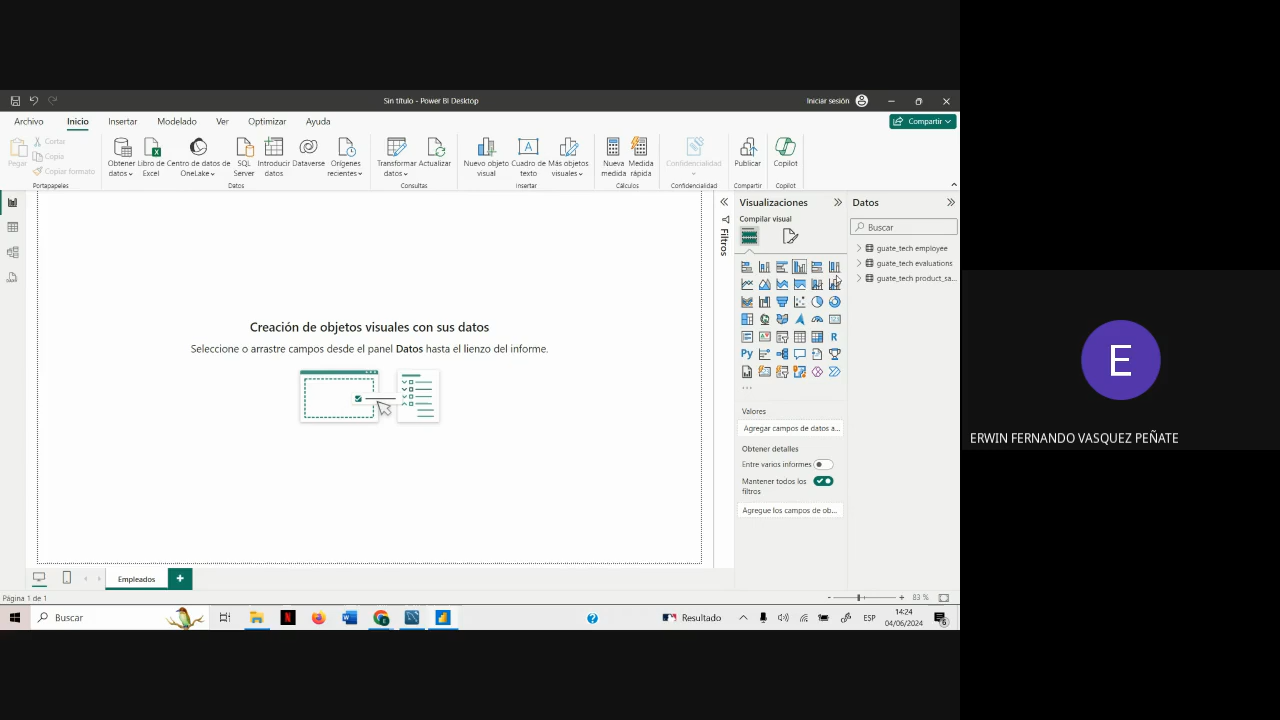 Sin título - Power BI Desktop
Iniciar sesión
Archivo
Inicio
Insertar
Modelado
Ver
Optimizar
Ayuda
Compartir
Pegar
Cortar
Copia
Copiar formato
Obtener datos
Libro de Excel
Centro de datos de OneLake
SQL Server
Introducir datos
Dataverse
Orígenes recientes
Transformar datos
Actualizar
Nuevo objeto visual
Cuadro de texto
Más objetos visuales
Nueva medida
Medida rápida
Confidencialidad
Publicar
Copilot
Portapapeles
Datos
Consultas
Insertar
Cálculos
Confidencialidad
Compartir
Copilot
Filtros
Visualizaciones
Compilar visual
R
Py
Valores
Agregar campos de datos a...
Obtener detalles
Entre varios informes
Mantener todos los
filtros
Agregue los campos de ob...
Datos
Buscar
guate_tech employee
guate_tech evaluations
guate_tech product_sa...
Creación de objetos visuales con sus datos
Seleccione o arrastre campos desde el panel Datos hasta el lienzo del informe.
Empleados
Página 1 de 1
83 %
Buscar
Resultado
ESP
14:24
04/06/2024
6
E
ERWIN FERNANDO VASQUEZ PEÑATE